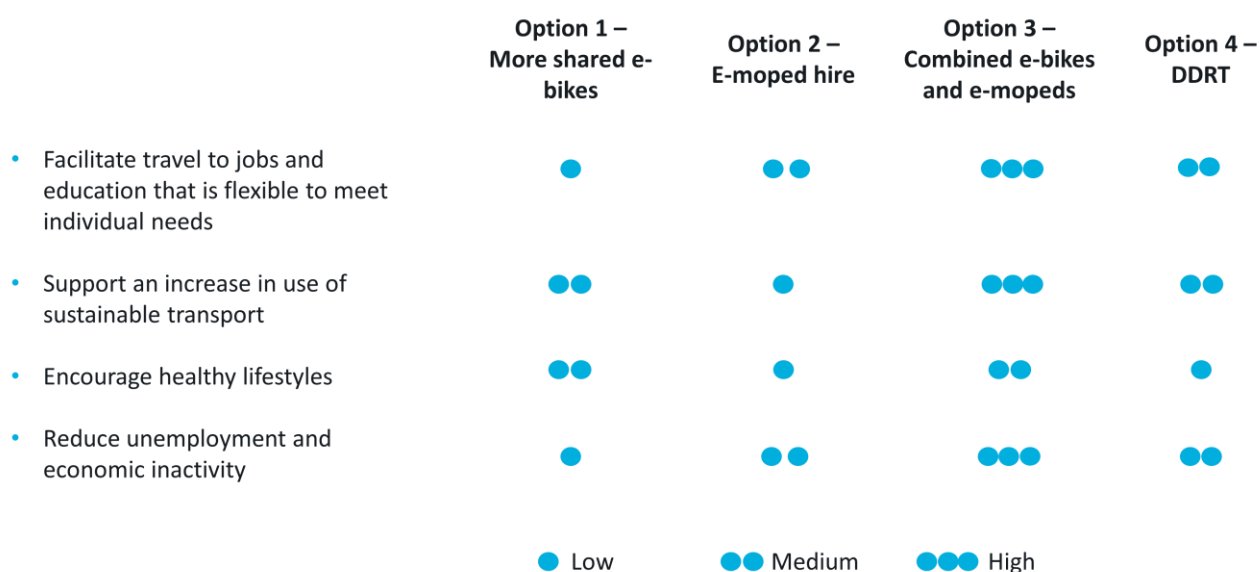 Option 1 –
More shared e-
bikes
Option 2 –
E-moped hire
Option 3 –
Combined e-bikes
and e-mopeds
Option 4 –
DDRT
• Facilitate travel to jobs and
education that is flexible to meet
individual needs
• Support an increase in use of
sustainable transport
• Encourage healthy lifestyles
• Reduce unemployment and
economic inactivity
Low
Medium
High